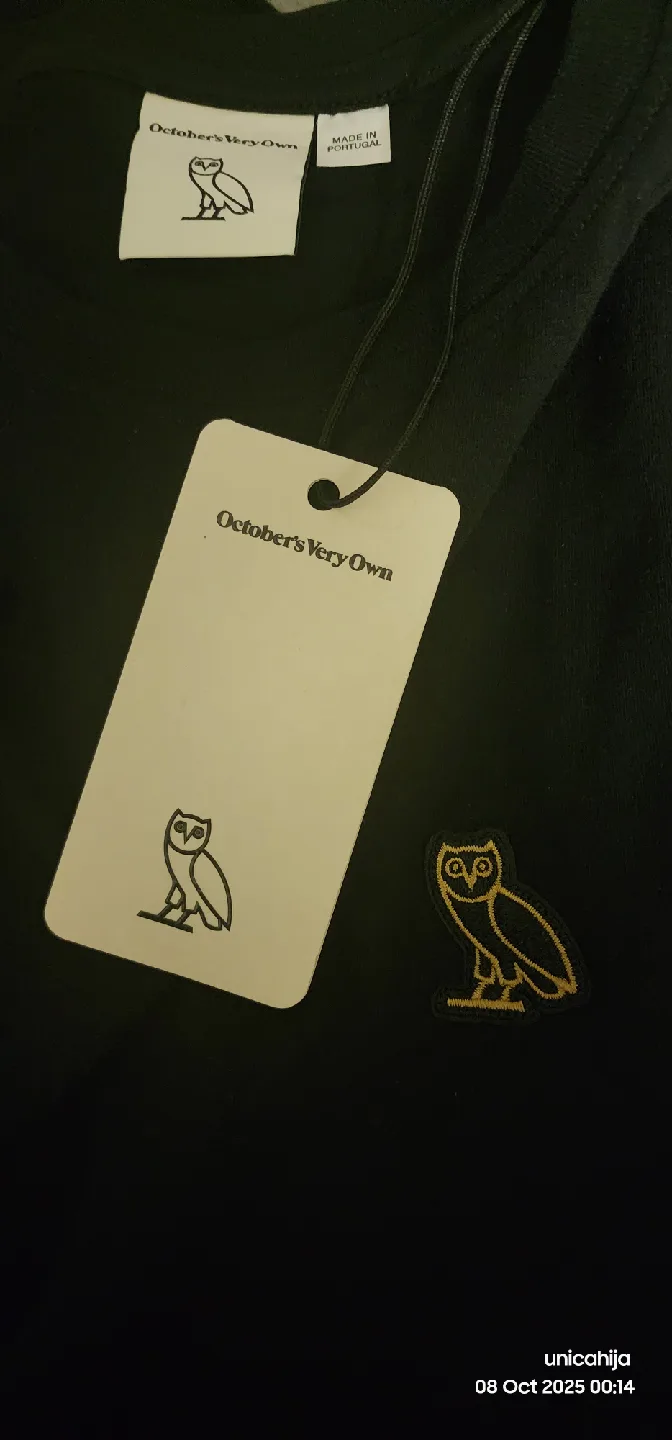 October's Very Own
MADE IN
PORTUGAL
October's Very Own
unicahija
08 Oct 2025 00:14